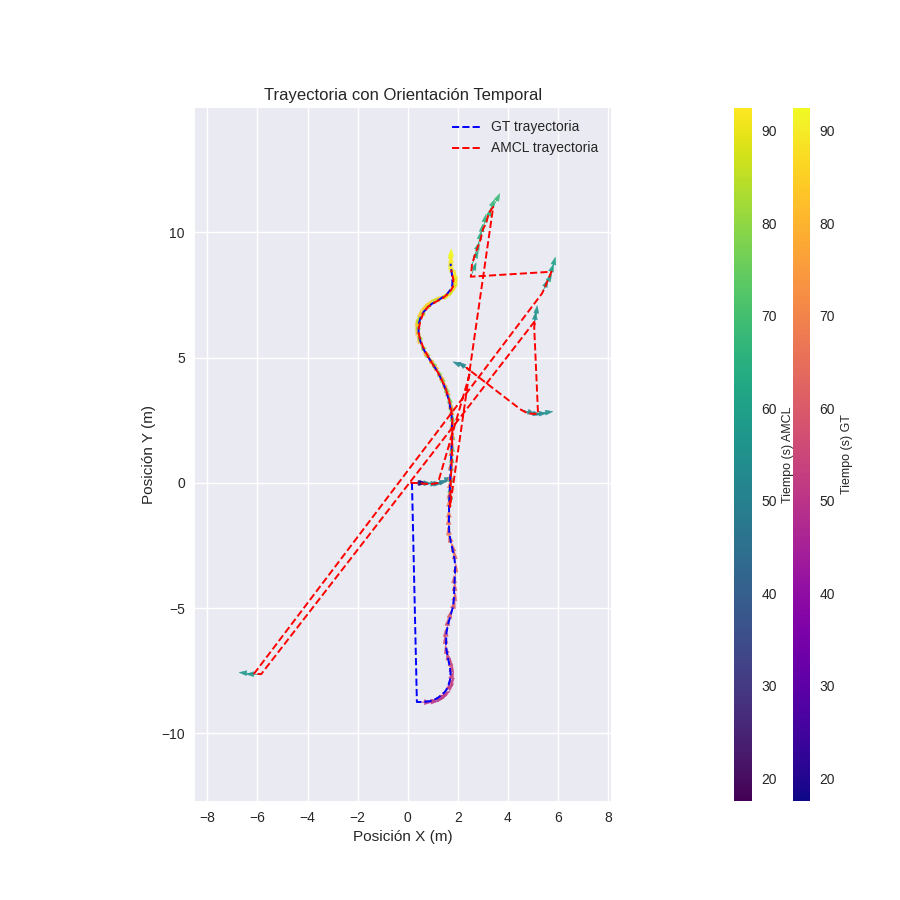 Trayectoria con Orientación Temporal
GT trayectoria
AMCL trayectoria
10
5
0
−5
−10
Posición Y (m)
−8 −6 −4 −2 0 2 4 6 8
Posición X (m)
90
80
70
60
50
40
30
20
Tiempo (s) AMCL
90
80
70
60
50
40
30
20
Tiempo (s) GT